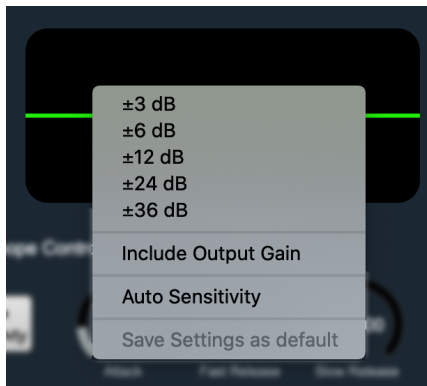 ±3 dB
±6 dB
±12 dB
±24 dB
±36 dB
Include Output Gain
Auto Sensitivity
Save Settings as default
Attack
Fast Release
Slow Release